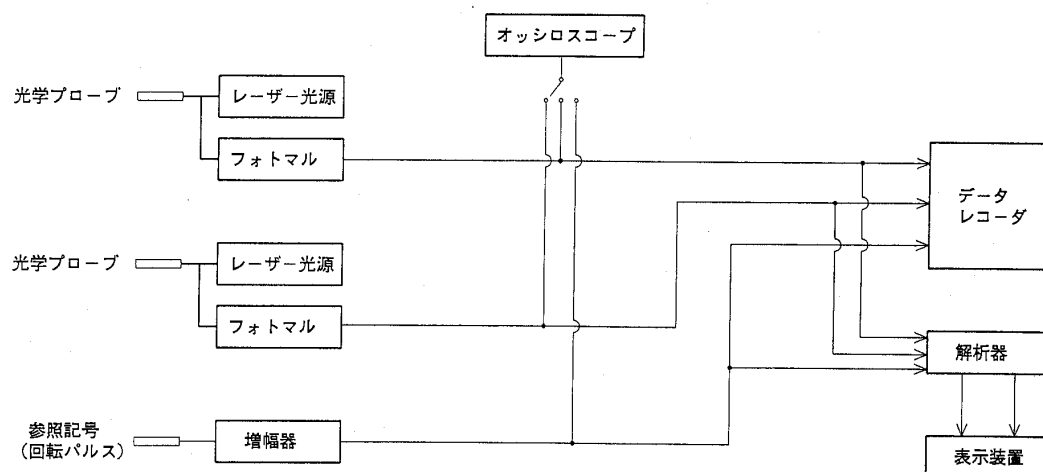 オッシロスコープ
光学プローブ
レーザー光源
フォトマル
データ
レコーダ
光学プローブ
レーザー光源
フォトマル
解析器
参照記号
(回転パルス)
増幅器
表示装置